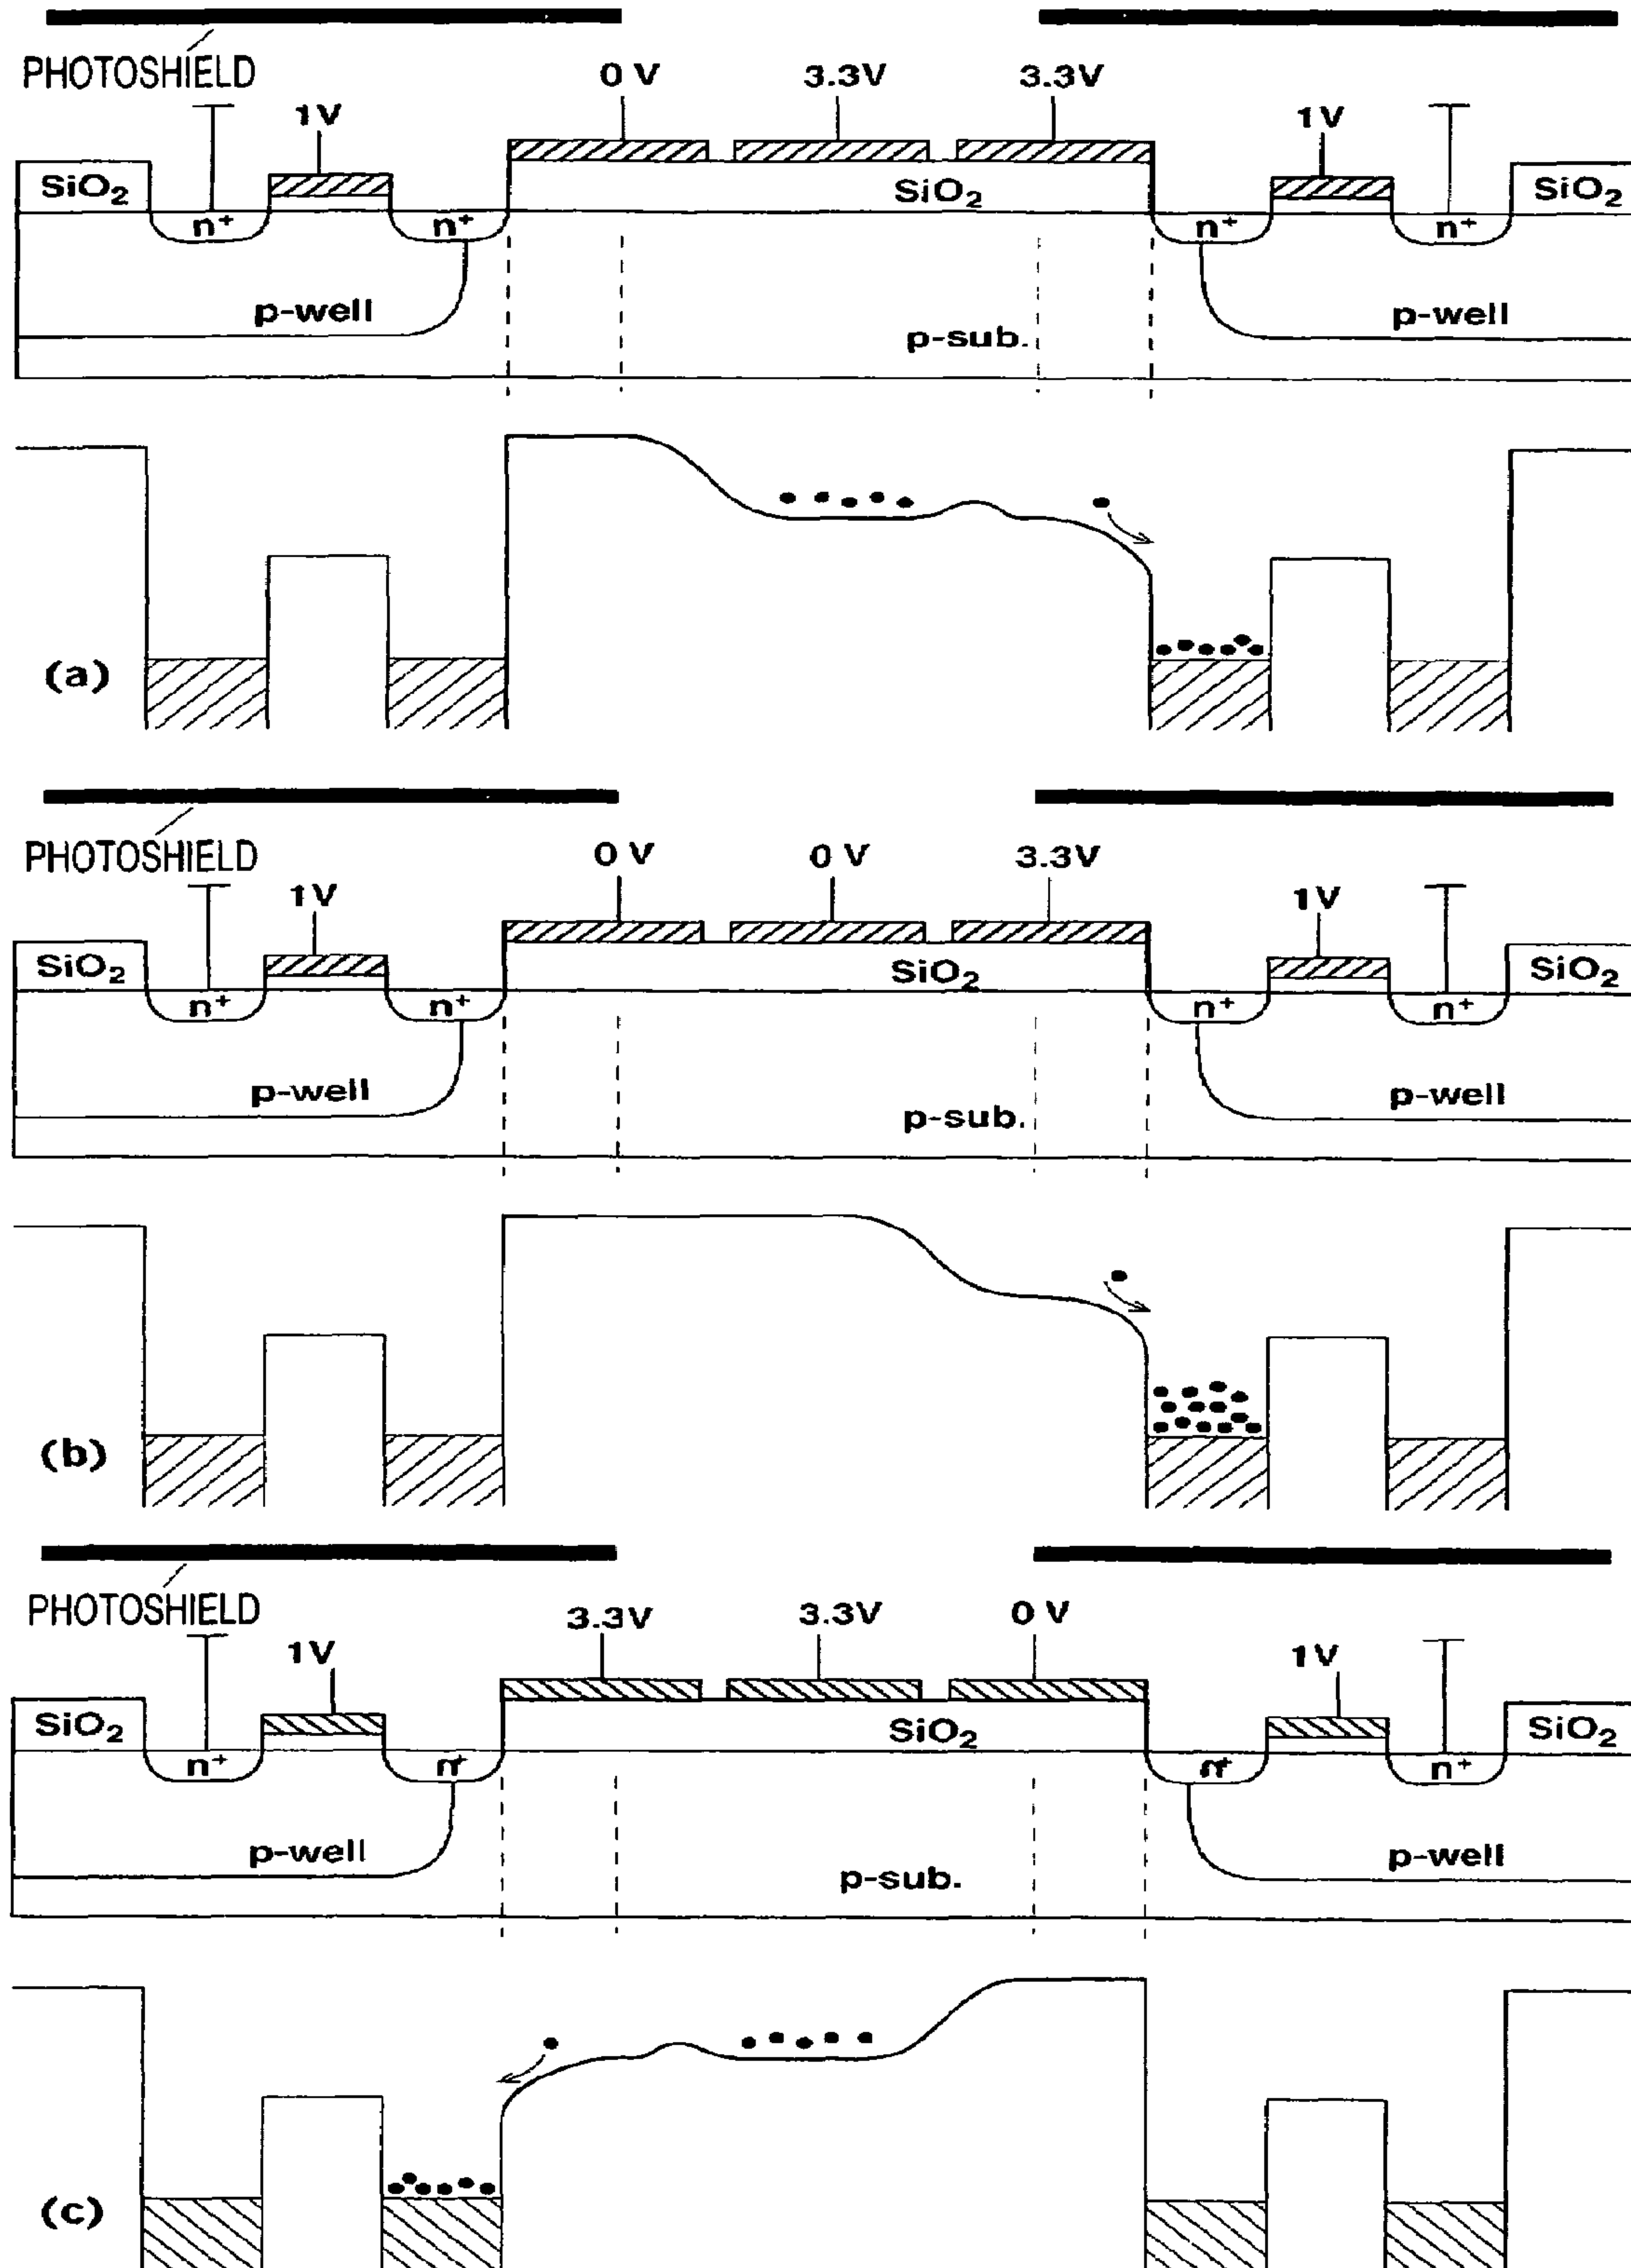 PHOTOSHIELD
0 V 3.3V 3.3V
1V 1V
SiO₂ SiO₂ SiO₂
n⁺ n⁺ n⁺ n⁺
p-well p-sub. p-well
(a)
PHOTOSHIELD
0 V 0 V 3.3V
1V 1V
SiO₂ SiO₂ SiO₂
n⁺ n⁺ n⁺ n⁺
p-well p-sub. p-well
(b)
PHOTOSHIELD
3.3V 3.3V 0 V
1V 1V
SiO₂ SiO₂ SiO₂
n⁺ n⁺ n⁺ n⁺
p-well p-sub. p-well
(c)